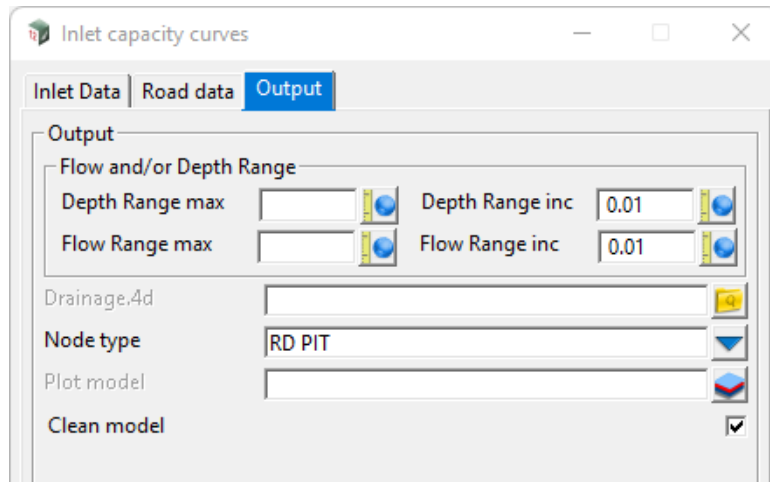 Inlet capacity curves
Inlet Data Road data Output
Output
Flow and/or Depth Range
Depth Range max Depth Range inc 0.01
Flow Range max Flow Range inc 0.01
Drainage.4d
Node type RD PIT
Plot model
Clean model